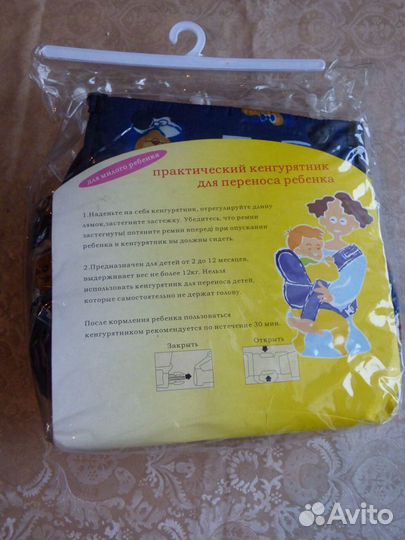 для милого ребенка
практический кенгурятник
для переноса ребенка
1.Наденьте на себя кенгурятник, отрегулируйте длину
лямок,застегните застежку. Убедитесь, что ремни
застегнуты( потяните ремни вперед) при опускании
ребенка и кенгурятник вы должны сидеть.
2.Предназначен для детей от 2 до 12 месяцев,
выдерживает вес не более 12кг. Нельзя
использовать кенгурятник для переноса детей,
которые самостоятельно не держат голову.
После кормления ребенка пользоваться
кенгурятником рекомендуется по истечение 30 мин.
Закрыть
Открыть
Avito